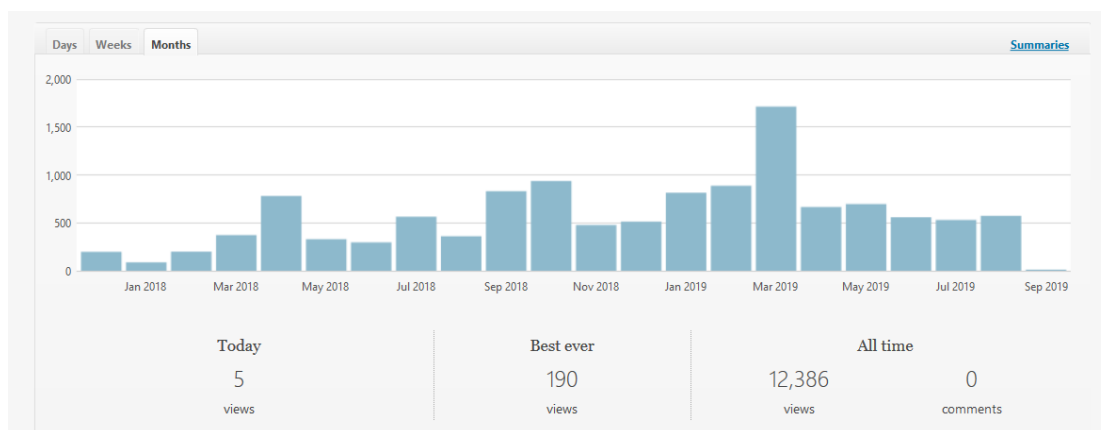 Days Weeks Months Summaries
2,000
1,500
1,000
500
0
Jan 2018 Mar 2018 May 2018 Jul 2018 Sep 2018 Nov 2018 Jan 2019 Mar 2019 May 2019 Jul 2019 Sep 2019
Today Best ever All time
5 190 12,386 0
views views views comments